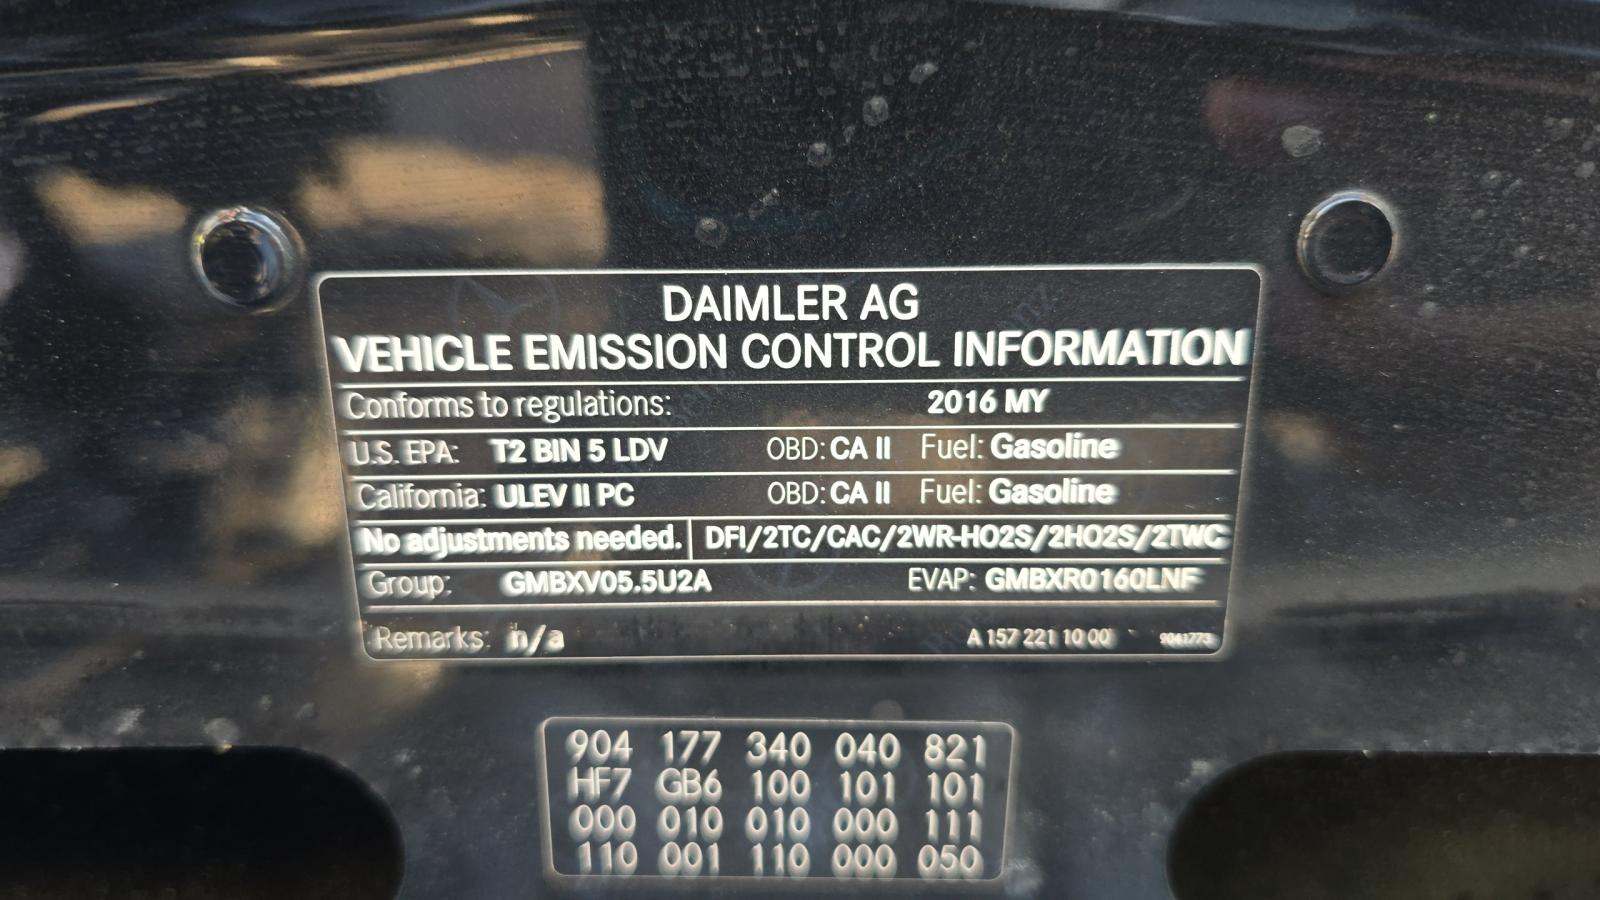 DAIMLER AG
VEHICLE EMISSION CONTROL INFORMATION
Conforms to regulations: 2016 MY
U.S. EPA: T2 BIN 5 LDV OBD: CA II Fuel: Gasoline
California: ULEV II PC OBD: CA II Fuel: Gasoline
No adjustments needed. DFI/2TC/CAC/2WR-HO2S/2HO2S/2TWC
Group: GMBXV05.5U2A EVAP: GMBXR0160LNF
Remarks: n/a A 157 221 10 00 9041773
904 177 340 040 821
HF7 GB6 100 101 101
000 010 010 000 111
110 001 110 000 050